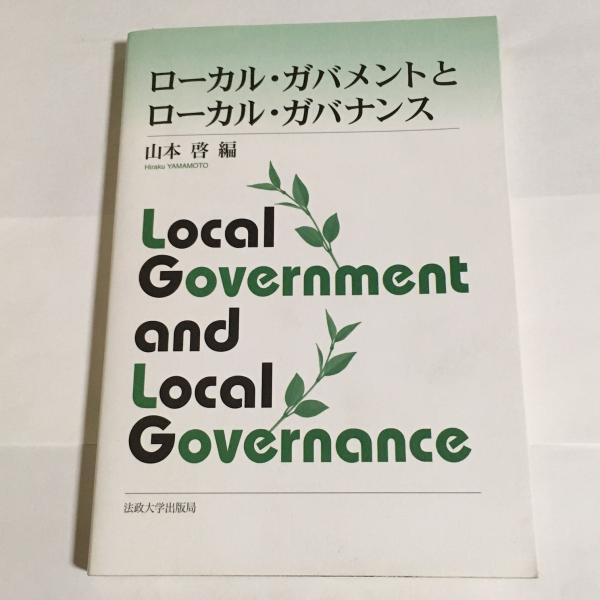 ローカル・ガバメントと
ローカル・ガバナンス
山本 啓 編
Hiraku YAMAMOTO
Local
Government
and
Local
Governance
法政大学出版局